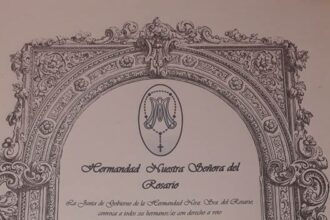 Hermandad Nuestra Señora del
Rosario
La Junta de Gobierno de la Hermandad Ntra. Sra. del Rosario,
convoca a todos sus hermanos/as con derecho a voto